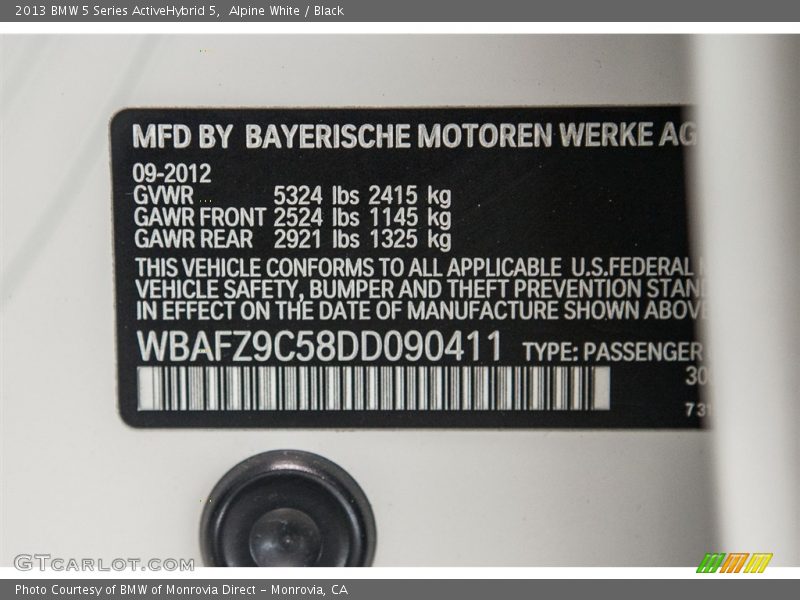 2013 BMW 5 Series ActiveHybrid 5, Alpine White / Black
MFD BY BAYERISCHE MOTOREN WERKE AG
09-2012
GVWR 5324 lbs 2415 kg
GAWR FRONT 2524 lbs 1145 kg
GAWR REAR 2921 lbs 1325 kg
THIS VEHICLE CONFORMS TO ALL APPLICABLE U.S.FEDERAL
VEHICLE SAFETY, BUMPER AND THEFT PREVENTION STAN
IN EFFECT ON THE DATE OF MANUFACTURE SHOWN ABOVE
WBAFZ9C58DD090411 TYPE: PASSENGER
GTCARLOT.COM
Photo Courtesy of BMW of Monrovia Direct - Monrovia, CA